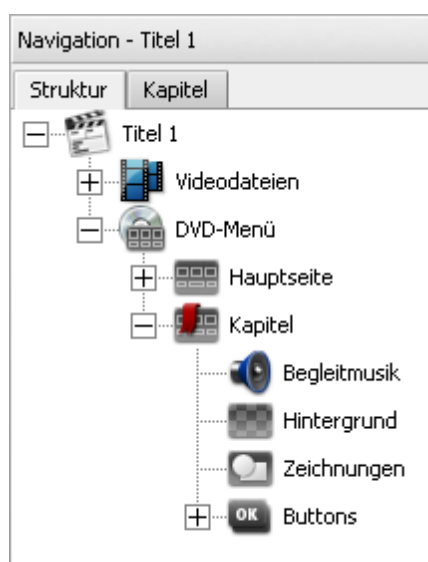 Navigation - Titel 1
Struktur Kapitel
Titel 1
Videodateien
DVD-Menü
Hauptseite
Kapitel
Begleitmusik
Hintergrund
Zeichnungen
OK Buttons